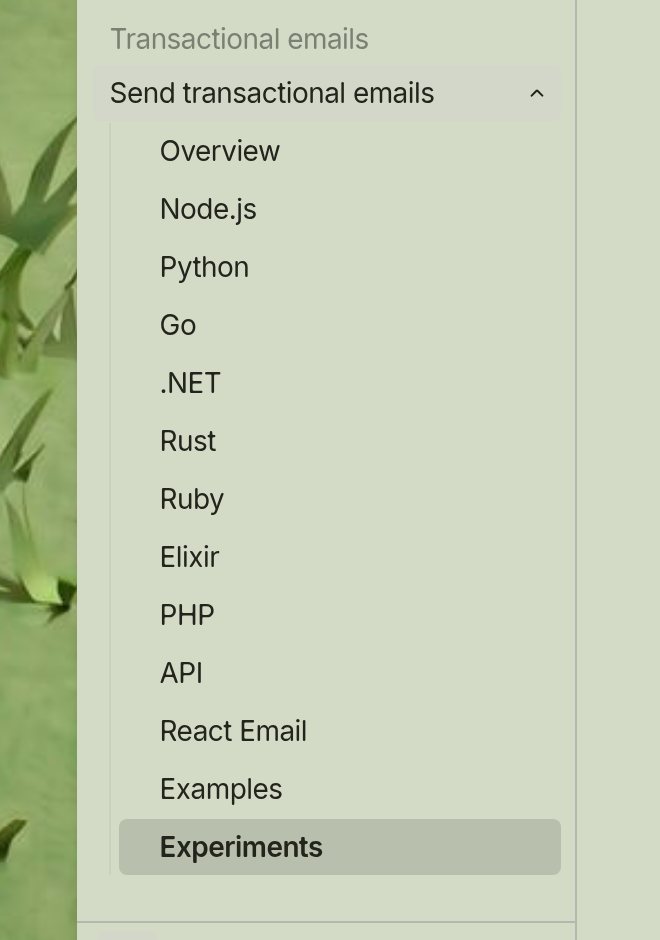 Transactional emails
Send transactional emails
Overview
Node.js
Python
Go
.NET
Rust
Ruby
Elixir
PHP
API
React Email
Examples
Experiments